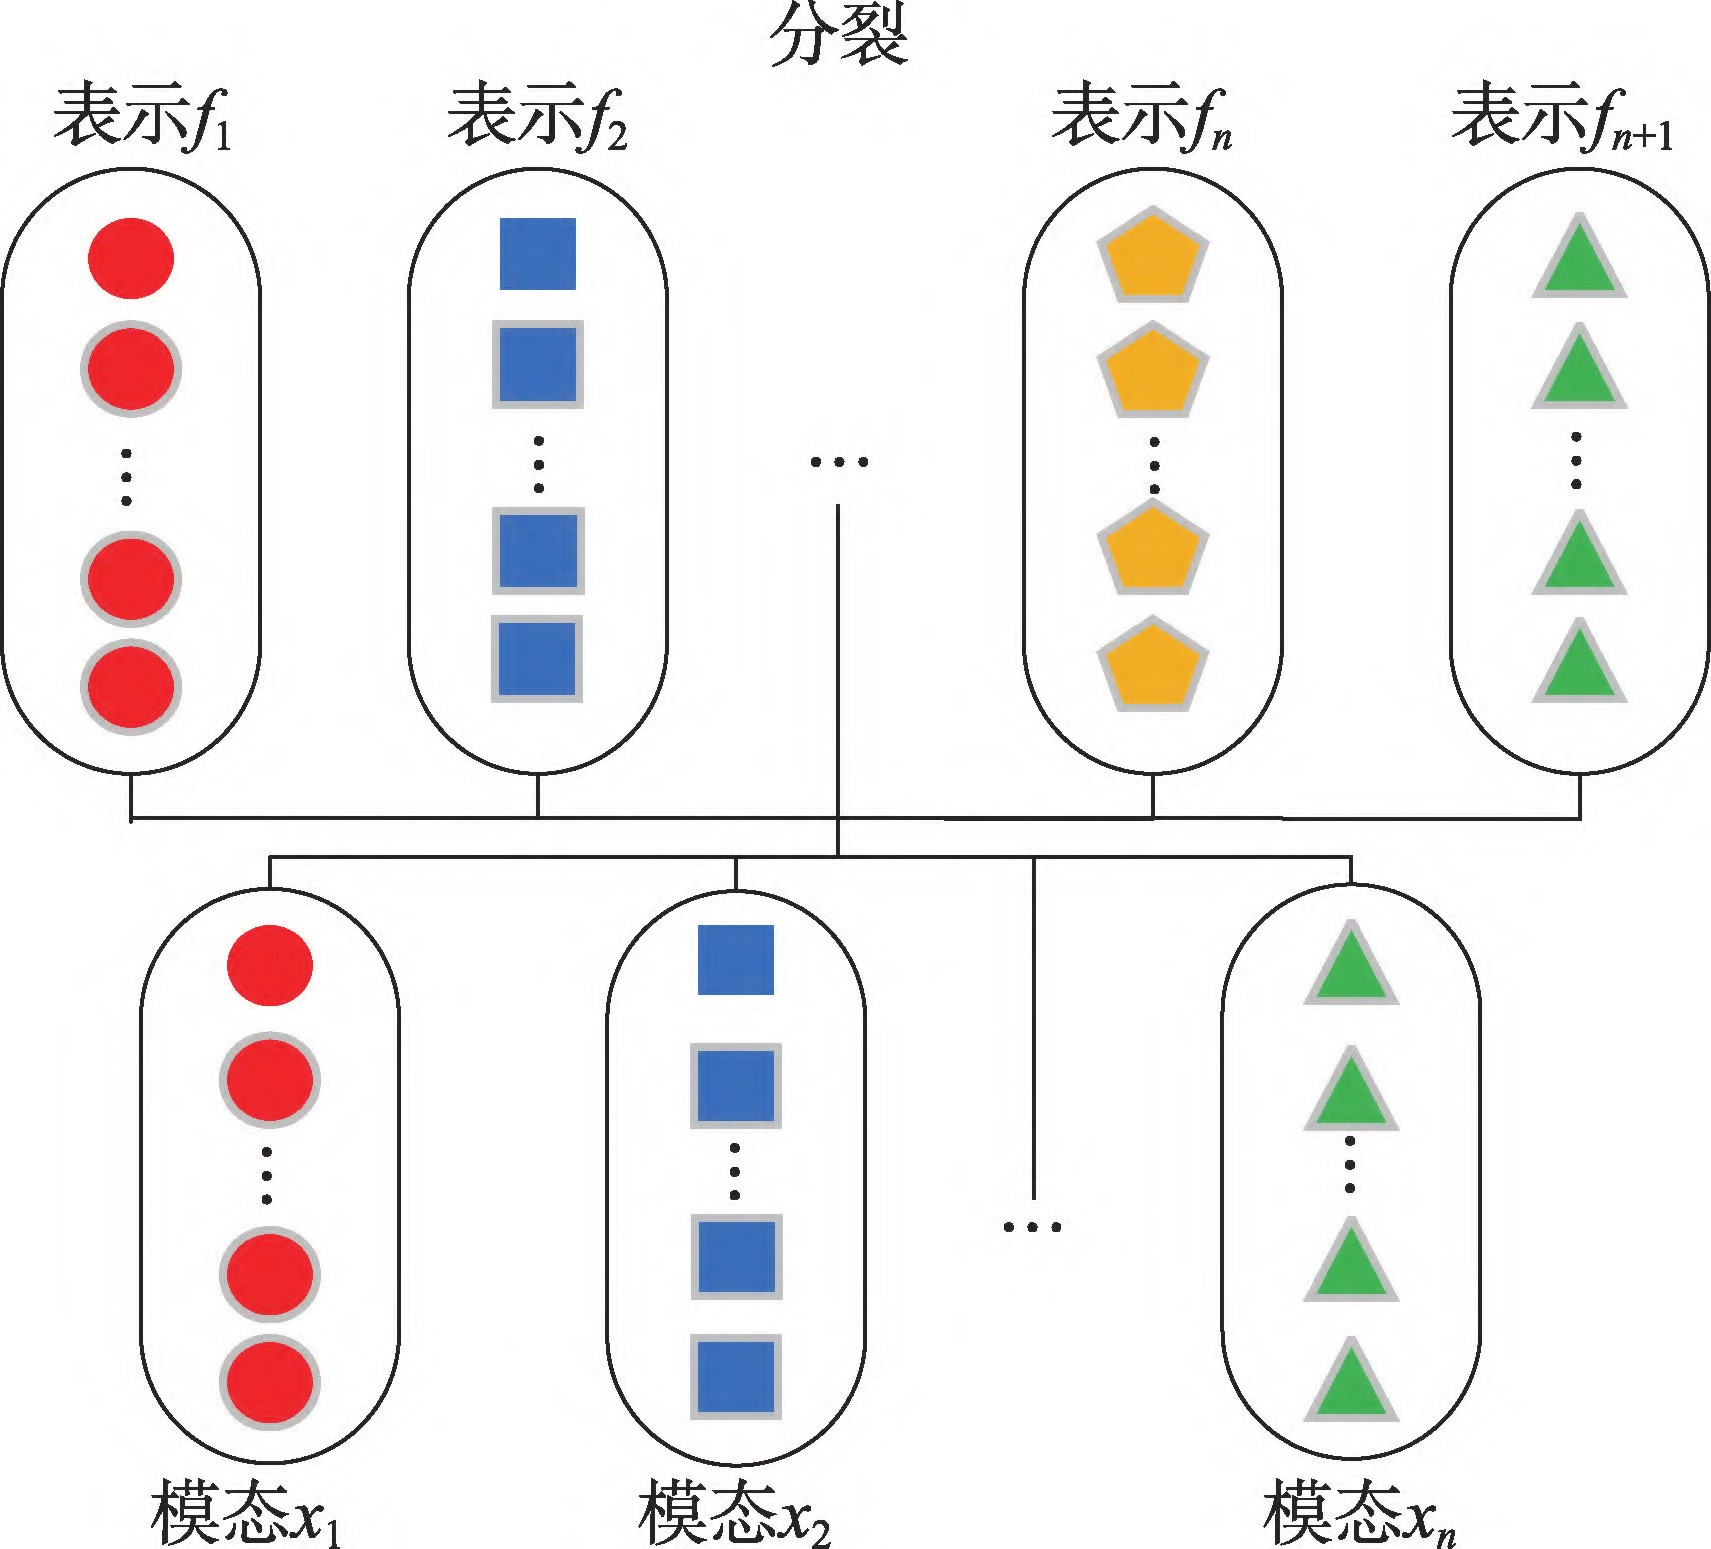 分裂
表示f1
表示f2
表示fn
表示fn+1
…
…
模态x1
模态x2
模态xn